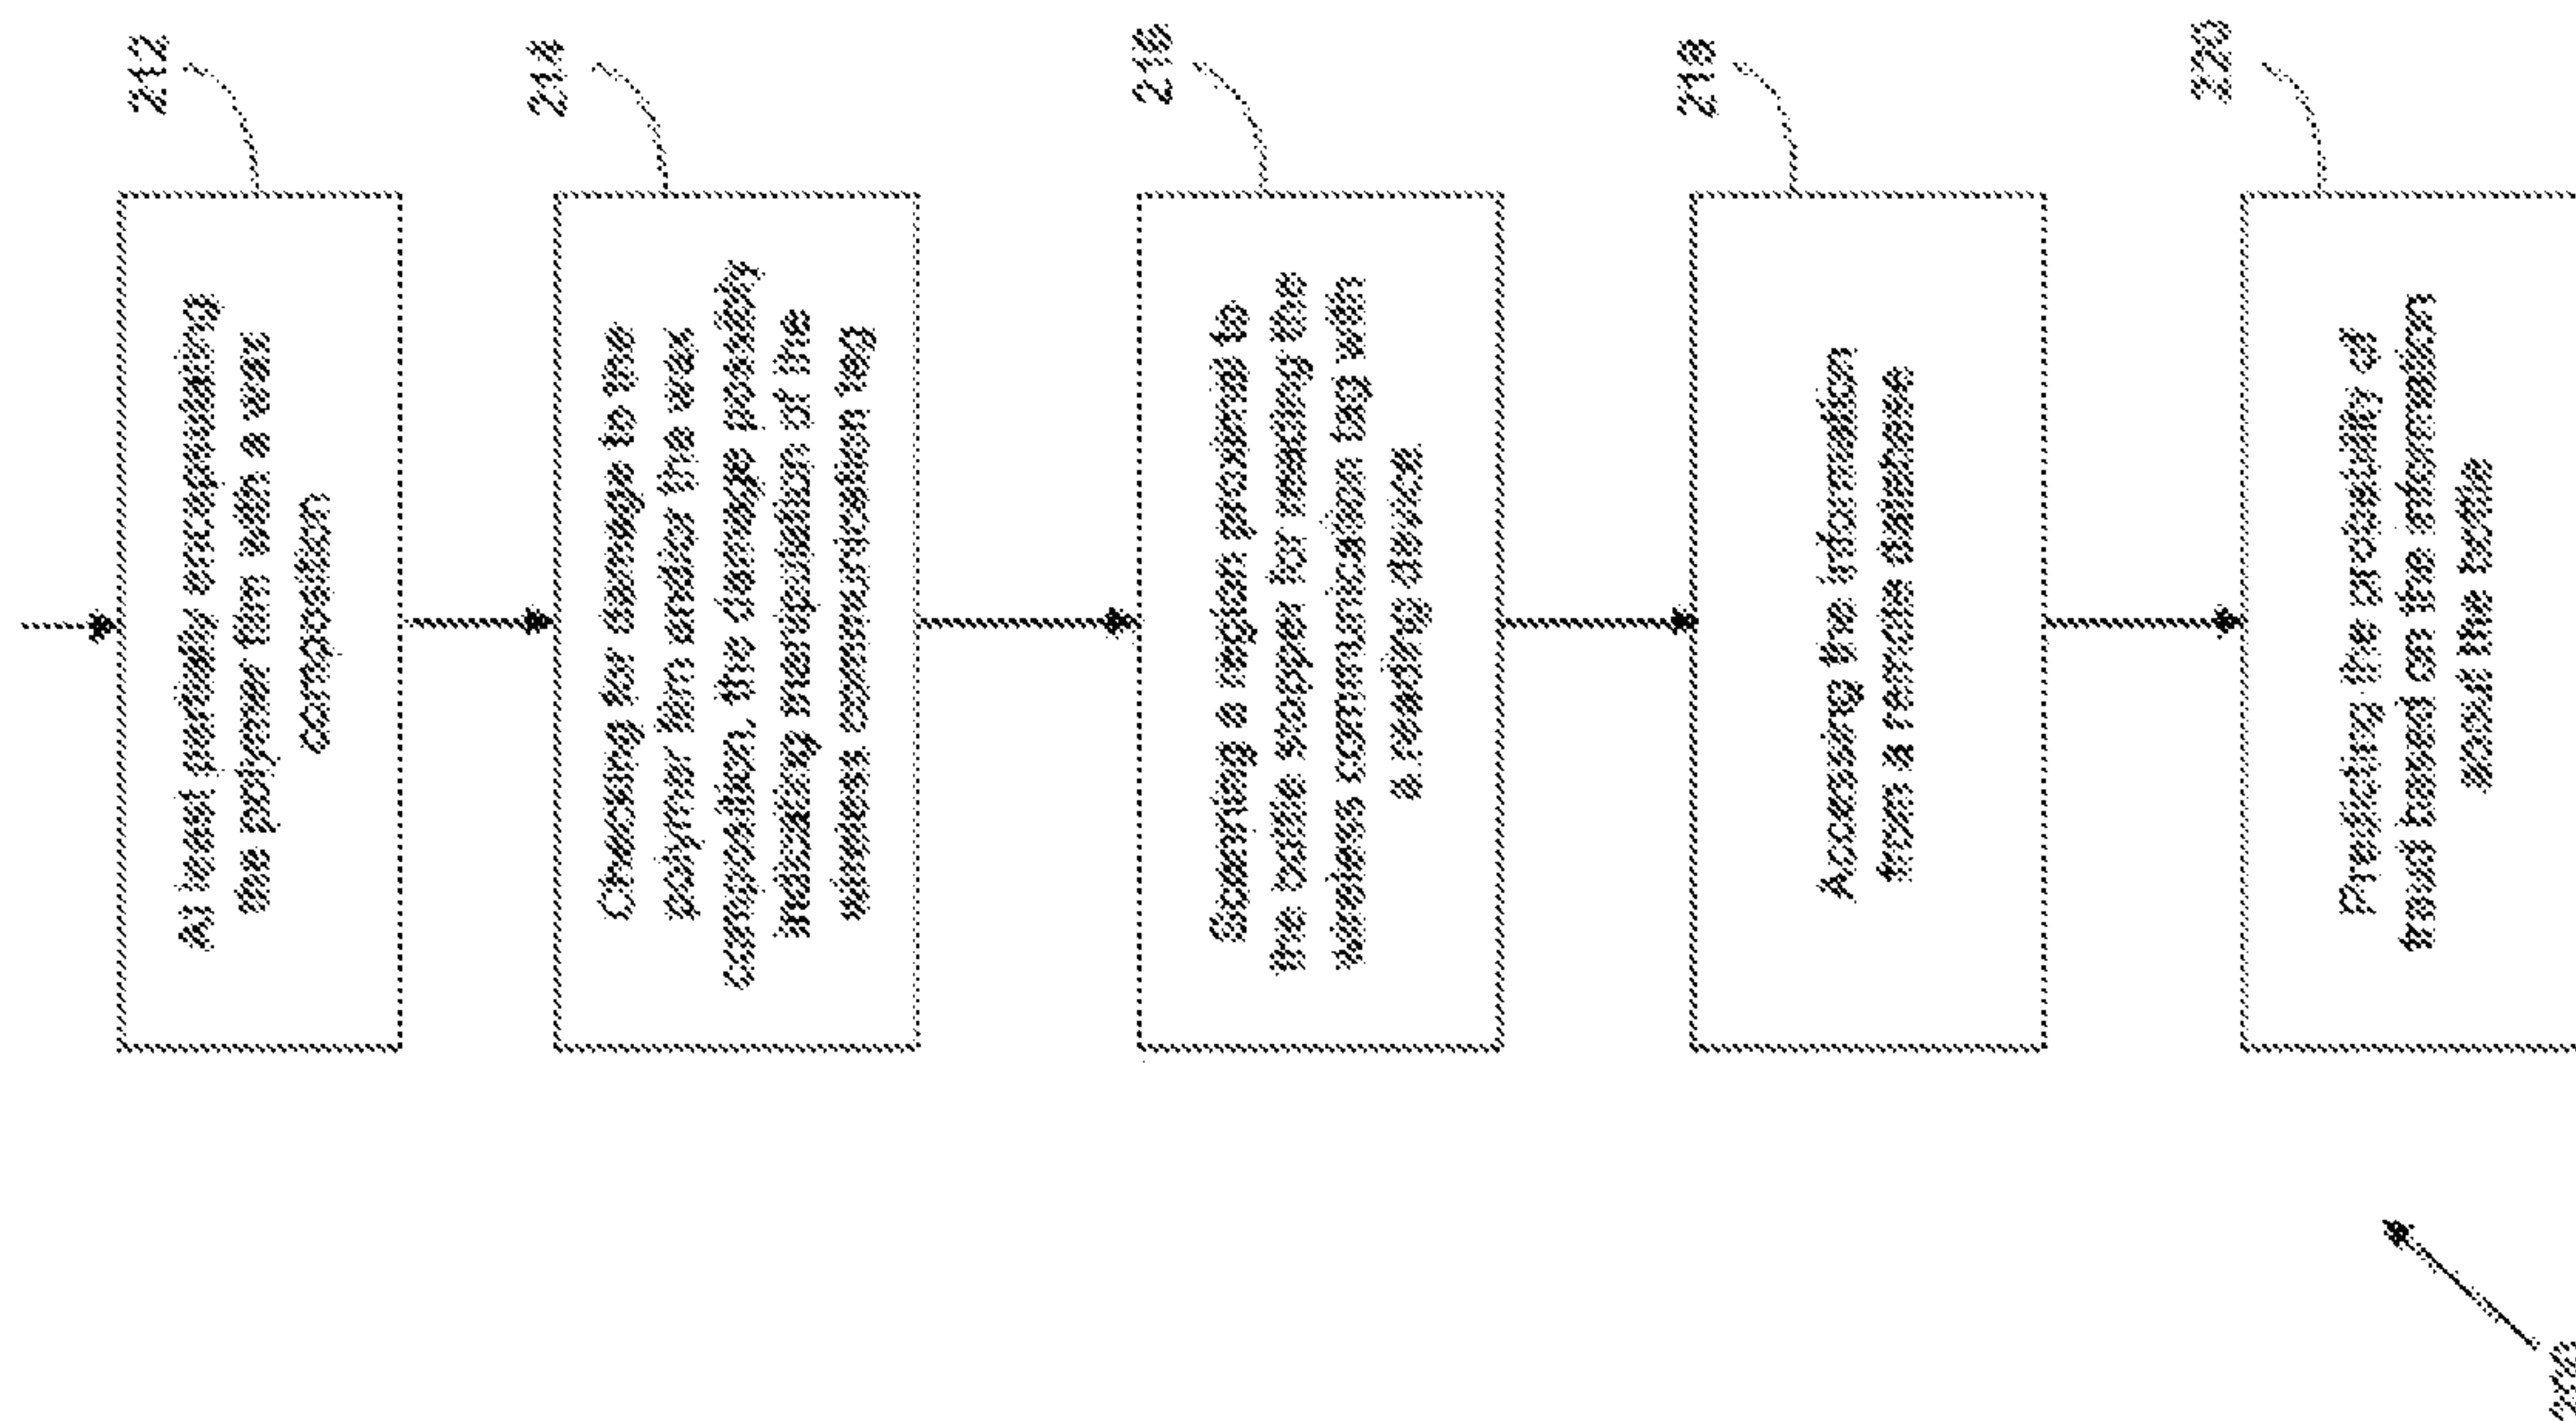 212
At least partially encapsulating
the polymer film with a wax
composition
214
Checking for damage to the
polymer film and/or the wax
composition, the damage possibly
indicating manipulation of the
wireless communication tag
216
Scanning a region proximal to
the bottle stopper for reading the
wireless communication tag with
a reading device
218
Accessing the information
from a remote database
220
Predicting the probability of
fraud based on the information
about the bottle